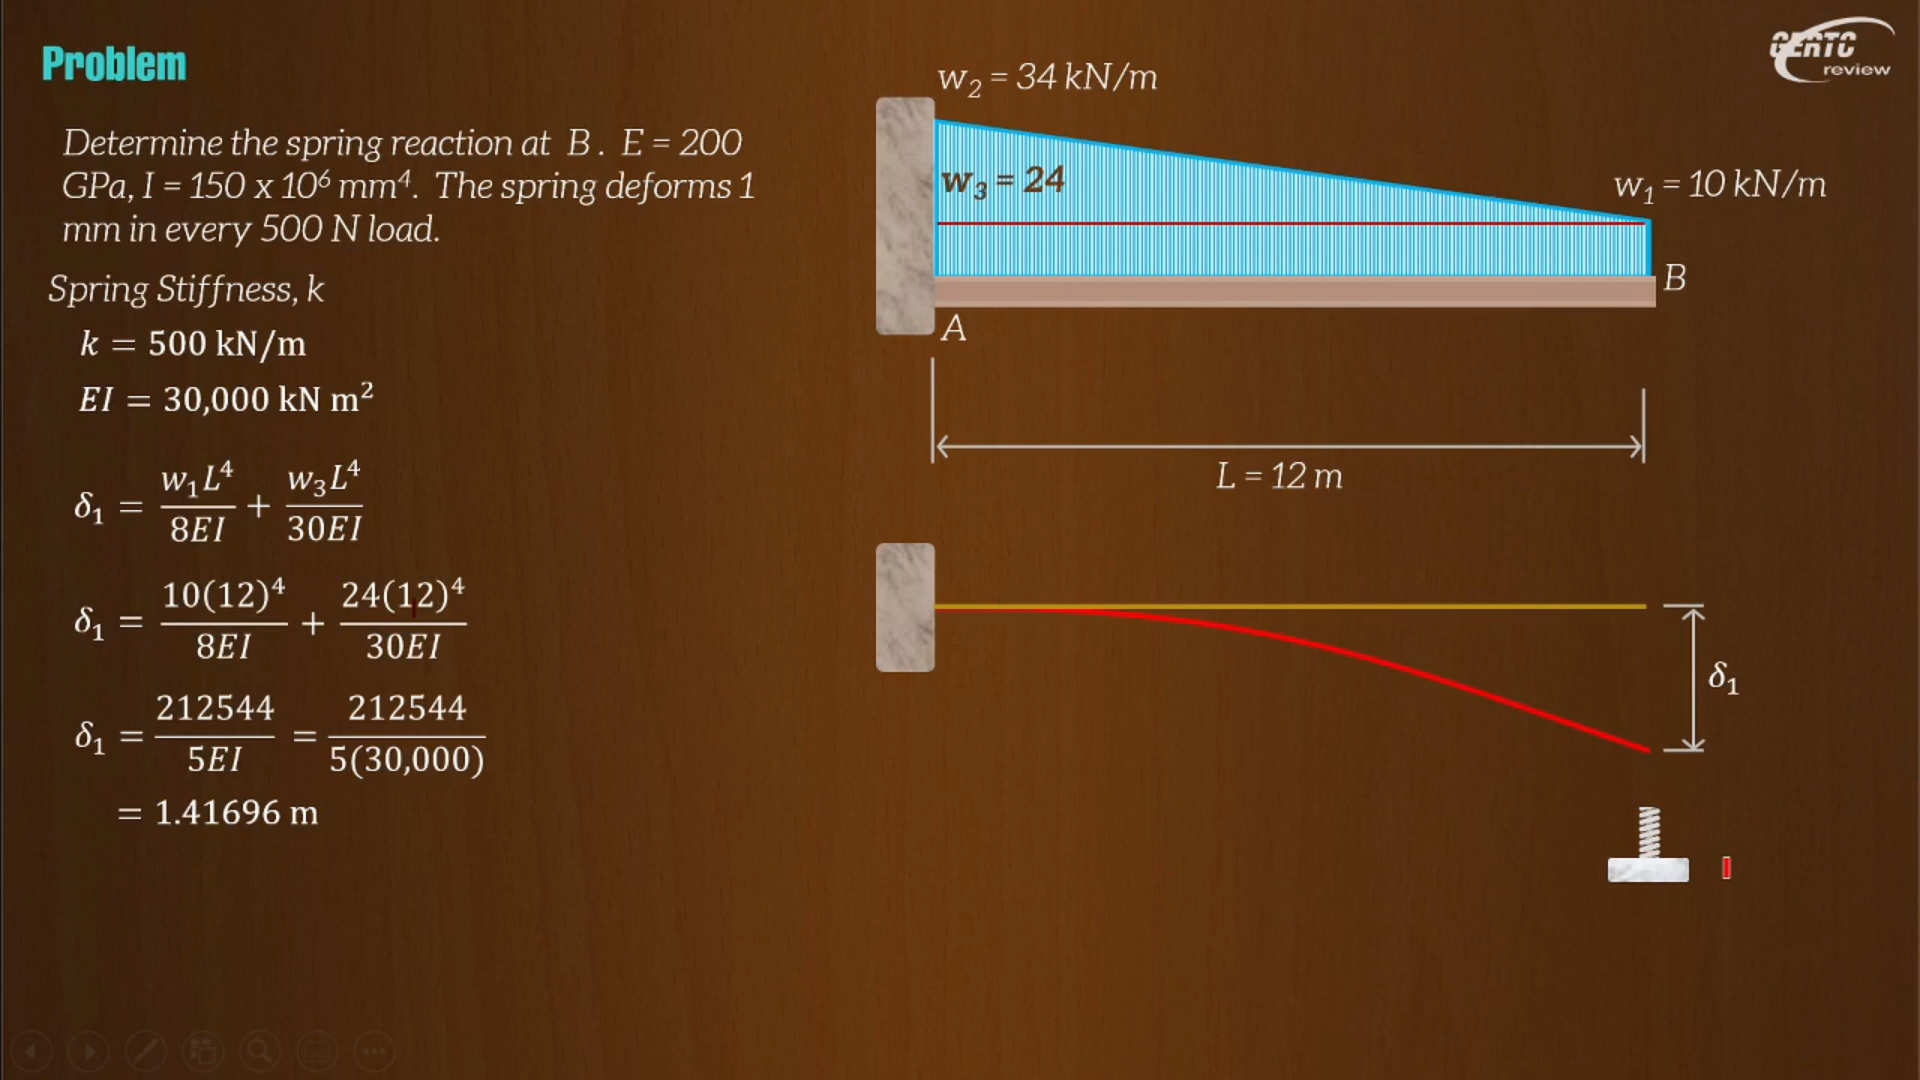 Problem
GERTC
review
Determine the spring reaction at B. E = 200
GPa, I = 150 x 10⁶ mm⁴. The spring deforms 1
mm in every 500 N load.
Spring Stiffness, k
k = 500 kN/m
EI = 30,000 kN m²
δ₁ = w₁L⁴/8EI + w₃L⁴/30EI
δ₁ = 10(12)⁴/8EI + 24(12)⁴/30EI
δ₁ = 212544/5EI = 212544/5(30,000)
= 1.41696 m
w₂ = 34 kN/m
w₃ = 24
w₁ = 10 kN/m
B
A
L = 12 m
δ₁